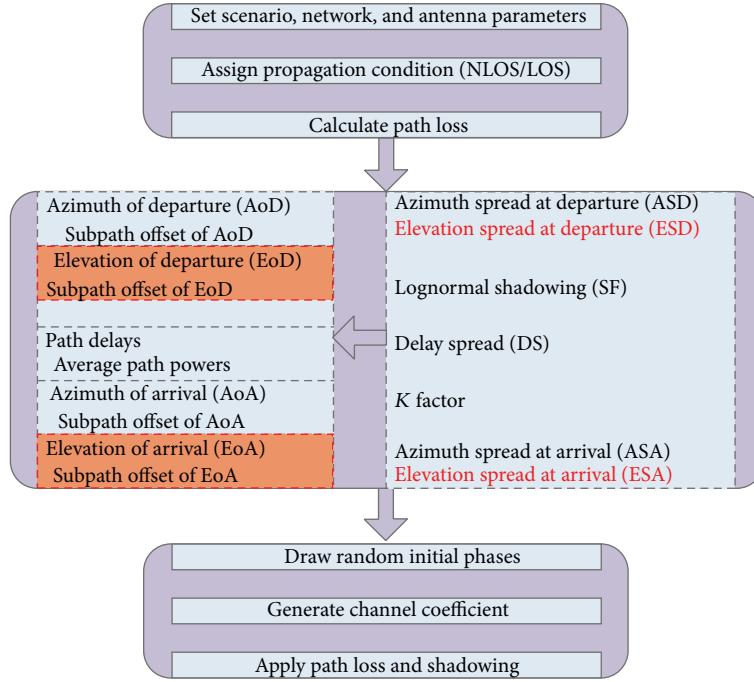 Set scenario, network, and antenna parameters
Assign propagation condition (NLOS/LOS)
Calculate path loss
Azimuth of departure (AoD)
Subpath offset of AoD
Elevation of departure (EoD)
Subpath offset of EoD
Path delays
Average path powers
Azimuth of arrival (AoA)
Subpath offset of AoA
Elevation of arrival (EoA)
Subpath offset of EoA
Azimuth spread at departure (ASD)
Elevation spread at departure (ESD)
Lognormal shadowing (SF)
Delay spread (DS)
K factor
Azimuth spread at arrival (ASA)
Elevation spread at arrival (ESA)
Draw random initial phases
Generate channel coefficient
Apply path loss and shadowing